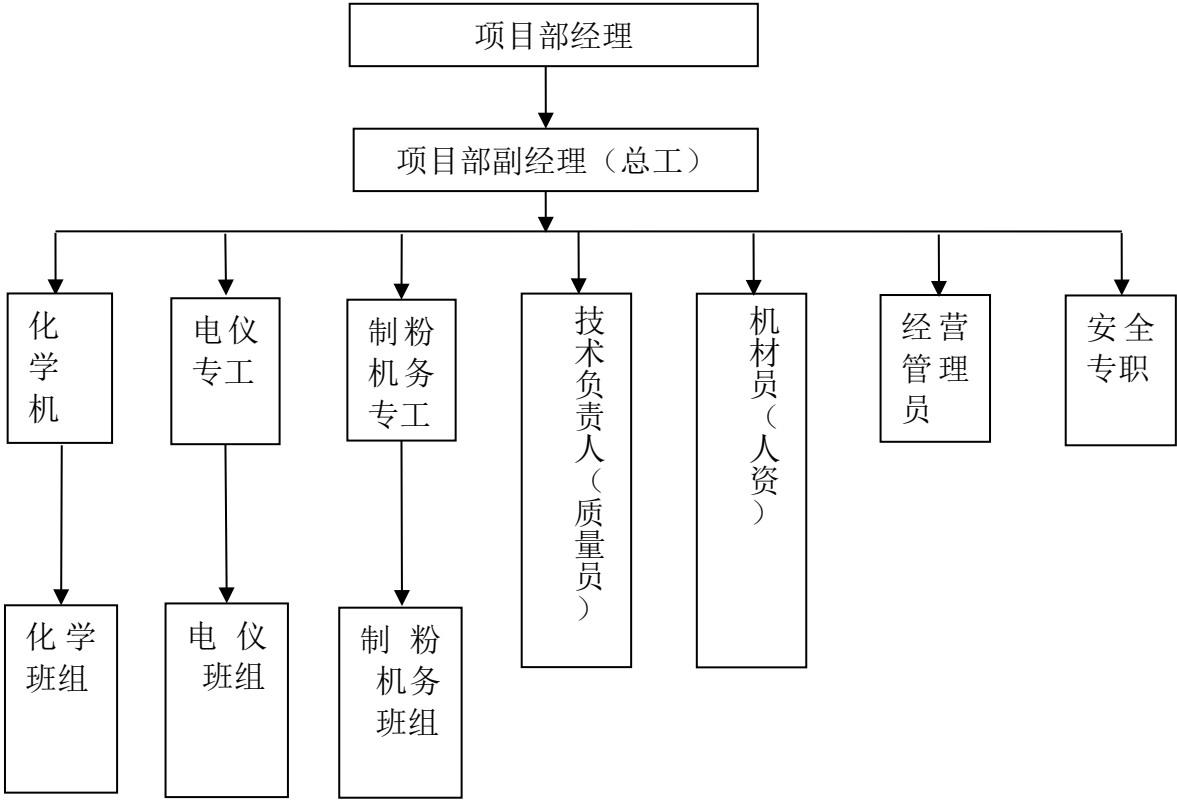 项目部经理
项目部副经理（总工）
化
学
机
电仪
专工
制粉
机务
专工
技术负责人（质量员）
机材员（人资）
经营
管理
员
安全
专职
化学
班组
电仪
班组
制粉
机务
班组